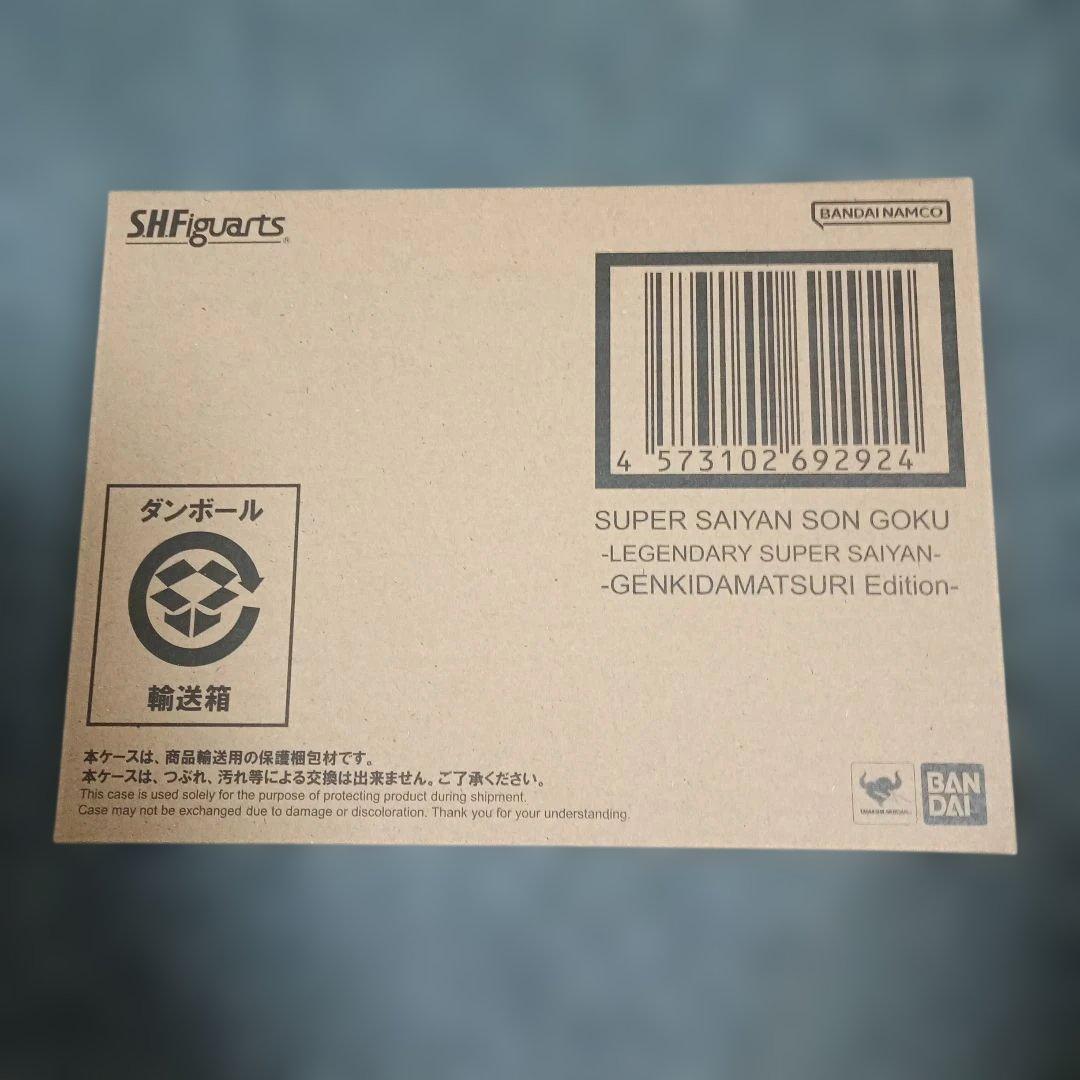 S.H.Figuarts®
BANDAI NAMCO
4 573102 692924
SUPER SAIYAN SON GOKU
-LEGENDARY SUPER SAIYAN-
-GENKIDAMATSURI Edition-
ダンボール
輸送箱
本ケースは、商品輸送用の保護梱包材です。
本ケースは、つぶれ、汚れ等による交換は出来ません。ご了承ください。
This case is used solely for the purpose of protecting product during shipment.
Case may not be exchanged due to damage or discoloration. Thank you for your understanding.
BAN
DAI